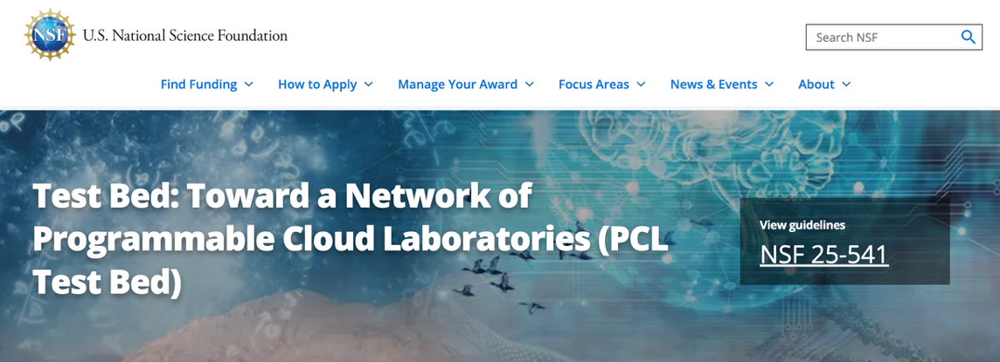 NSF
U.S. National Science Foundation
Search NSF
Find Funding
How to Apply
Manage Your Award
Focus Areas
News & Events
About
Test Bed: Toward a Network of
Programmable Cloud Laboratories (PCL
Test Bed)
View guidelines
NSF 25-541